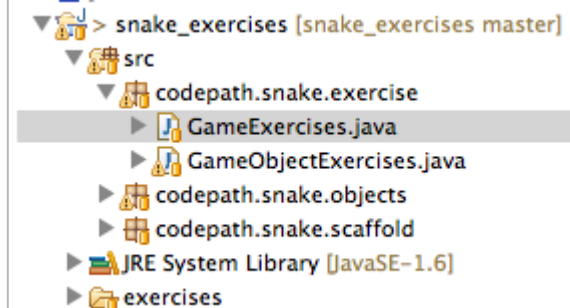 > snake_exercises [snake_exercises master]
src
codepath.snake.exercise
GameExercises.java
GameObjectExercises.java
codepath.snake.objects
codepath.snake.scaffold
JRE System Library [JavaSE-1.6]
exercises